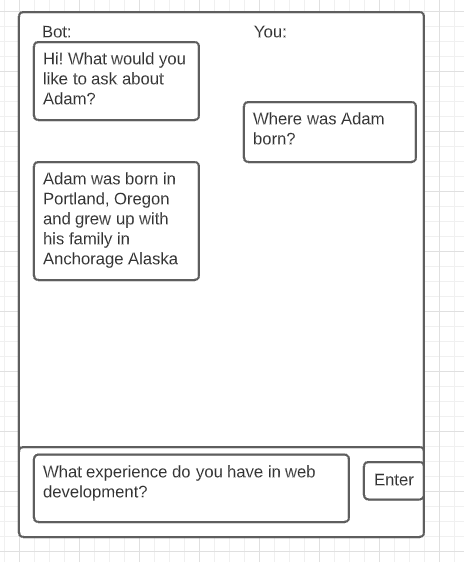 Bot:
You:
Hi! What would you
like to ask about
Adam?
Where was Adam
born?
Adam was born in
Portland, Oregon
and grew up with
his family in
Anchorage Alaska
What experience do you have in web
development?
Enter